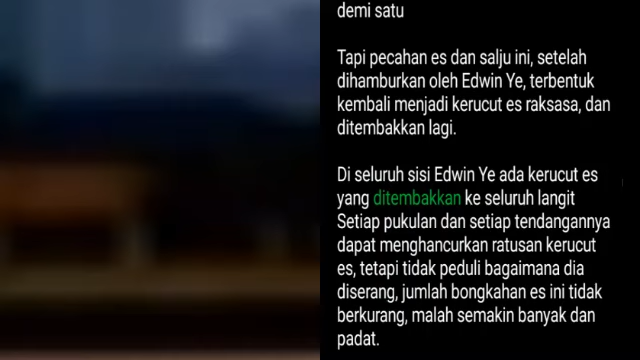 demi satu
Tapi pecahan es dan salju ini, setelah
dihamburkan oleh Edwin Ye, terbentuk
kembali menjadi kerucut es raksasa, dan
ditembakkan lagi.
Di seluruh sisi Edwin Ye ada kerucut es
yang ditembakkan ke seluruh langit
Setiap pukulan dan setiap tendangannya
dapat menghancurkan ratusan kerucut
es, tetapi tidak peduli bagaimana dia
diserang, jumlah bongkahan es ini tidak
berkurang, malah semakin banyak dan
padat.